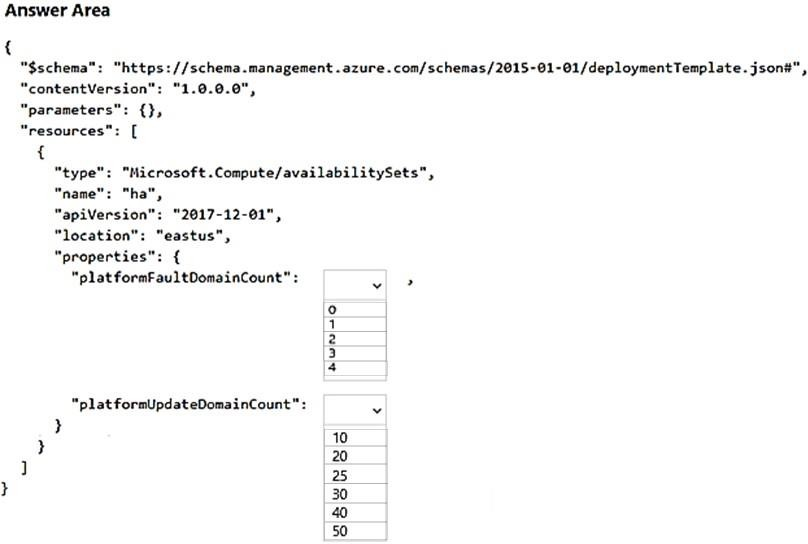 Answer Area
{
"$schema": "https://schema.management.azure.com/schemas/2015-01-01/deploymentTemplate.json#",
"contentVersion": "1.0.0.0",
"parameters": {},
"resources": [
{
"type": "Microsoft.Compute/availabilitySets",
"name": "ha",
"apiVersion": "2017-12-01",
"location": "eastus",
"properties": {
"platformFaultDomainCount": ,
0
1
2
3
4
"platformUpdateDomainCount":
10
20
25
30
40
50
}
}
]
}